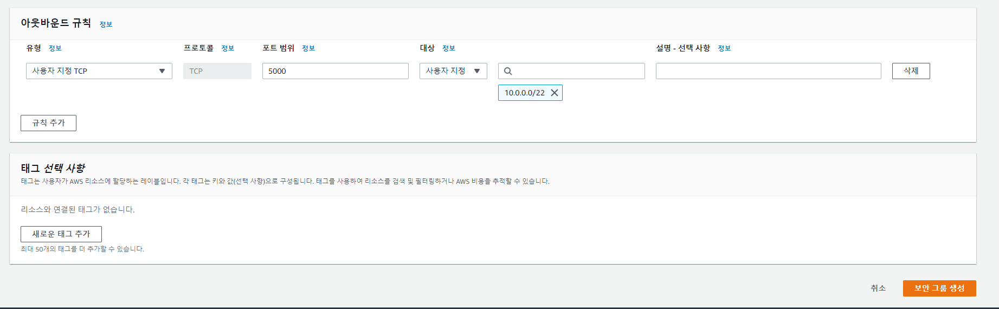 아웃바운드 규칙 정보
유형 정보 프로토콜 정보 포트 범위 정보 대상 정보 설명 - 선택 사항 정보
사용자 지정 TCP TCP 5000 사용자 지정 삭제
10.0.0.0/22
규칙 추가
태그 선택 사항
태그는 사용자가 AWS 리소스에 할당하는 레이블입니다. 각 태그는 키와 값(선택 사항)으로 구성됩니다. 태그를 사용하여 리소스를 검색 및 필터링하거나 AWS 비용을 추적할 수 있습니다.
리소스와 연결된 태그가 없습니다.
새로운 태그 추가
최대 50개의 태그를 더 추가할 수 있습니다.
취소 보안 그룹 생성